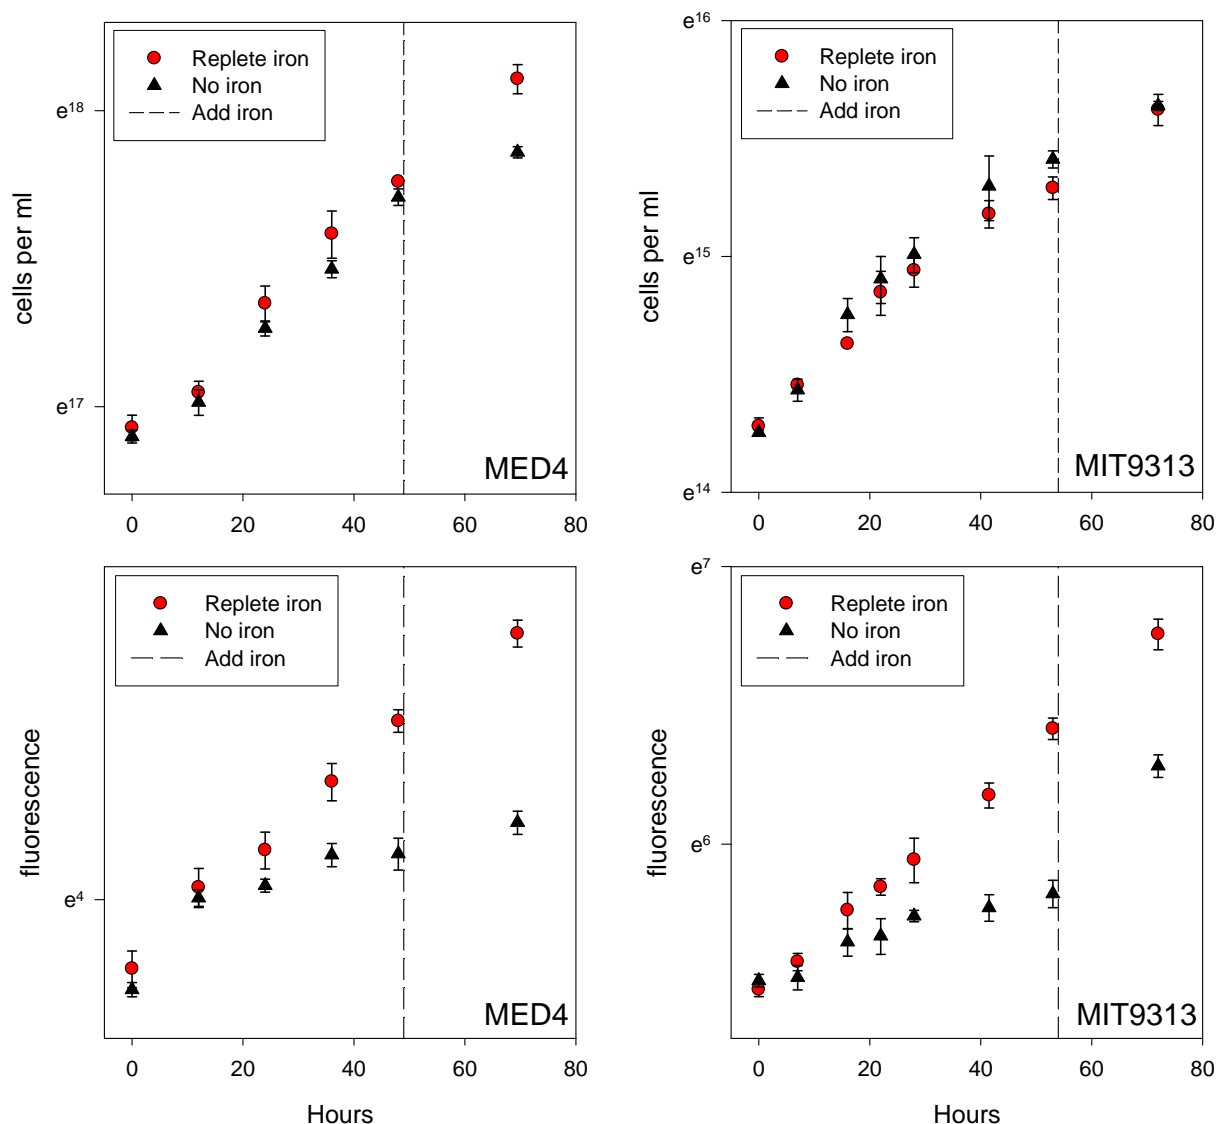 Replete iron
No iron
Add iron
e18
e17
cells per ml
MED4
0 20 40 60 80
Replete iron
No iron
Add iron
e16
e15
e14
cells per ml
MIT9313
0 20 40 60 80
Replete iron
No iron
Add iron
e4
fluorescence
MED4
0 20 40 60 80
Hours
Replete iron
No iron
Add iron
e7
e6
fluorescence
MIT9313
0 20 40 60 80
Hours